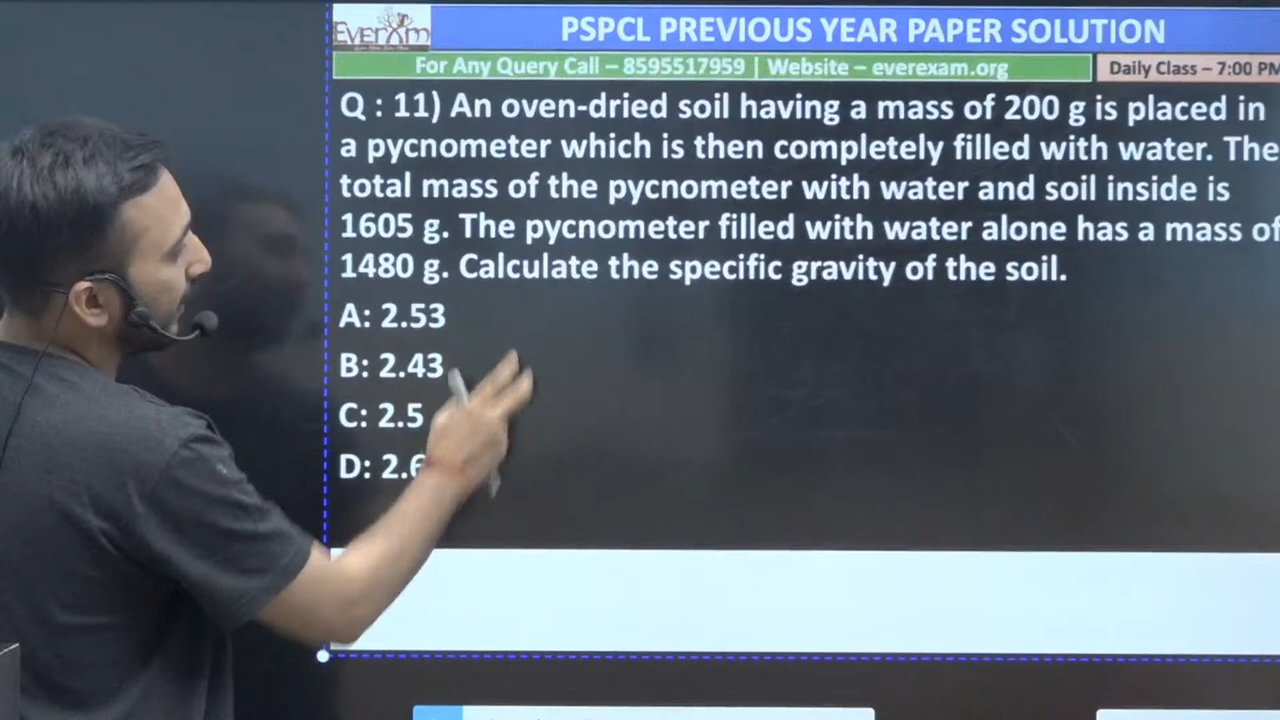 EverExam
PSPCL PREVIOUS YEAR PAPER SOLUTION
For Any Query Call – 8595517959 | Website – everexam.org
Daily Class – 7:00 PM
Q : 11) An oven-dried soil having a mass of 200 g is placed in
a pycnometer which is then completely filled with water. The
total mass of the pycnometer with water and soil inside is
1605 g. The pycnometer filled with water alone has a mass of
1480 g. Calculate the specific gravity of the soil.
A: 2.53
B: 2.43
C: 2.5
D: 2.6